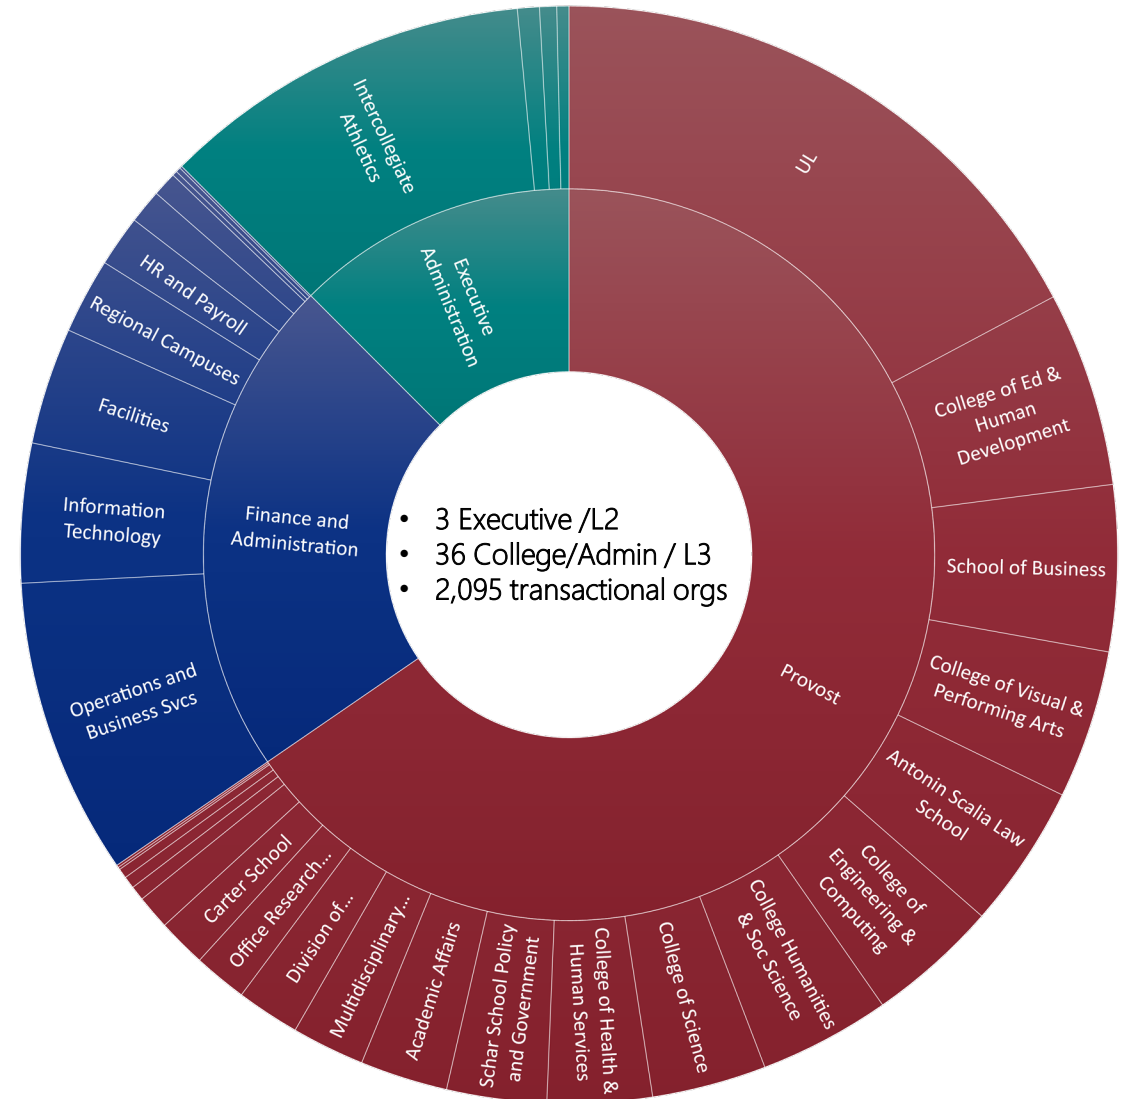 Intercollegiate
Athletics
Executive
Administration
UL
College of Ed &
Human
Development
School of Business
College of Visual &
Performing Arts
Antonin Scalia Law
School
College of
Engineering &
Computing
College Humanities
& Soc Science
College of Science
College of Health &
Human Services
Schar School Policy
and Government
Academic Affairs
Multidisciplinary...
Division of...
Office Research...
Carter School
Provost
Operations and
Business Svcs
Information
Technology
Facilities
Regional Campuses
HR and Payroll
Finance and
Administration
• 3 Executive /L2
• 36 College/Admin / L3
• 2,095 transactional orgs